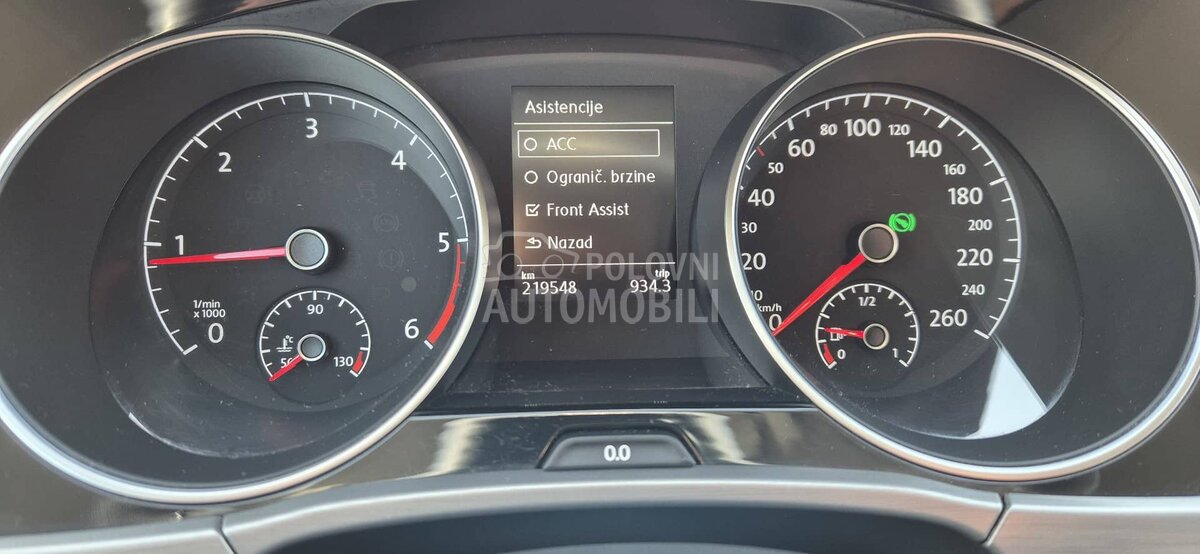 Asistencije
ACC
Ogranič. brzine
Front Assist
Nazad
km trip
219548 934.3
POLOVNI
AUTOMOBILI
0 1 2 3 4 5 6
1/min
x 1000
50 90 130
°C
0 20 30 40 50 60 80 100 120 140 160 180 200 220 240 260
km/h
0 1/2 1
0.0